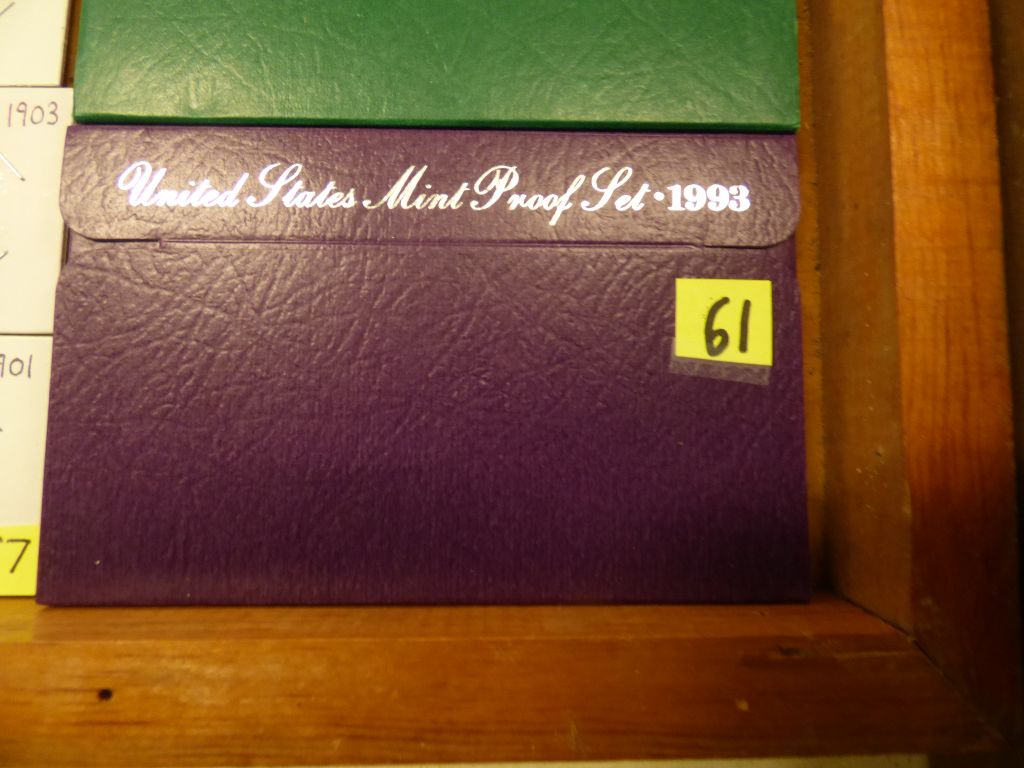 1903
United States Mint Proof Set · 1993
61
901
7